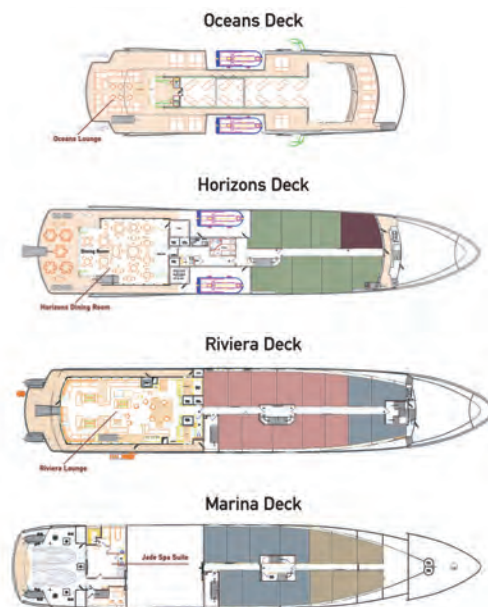 Oceans Deck
Oceans Lounge
Horizons Deck
Dining Room
Horizons Dining Room
Riviera Deck
Riviera Lounge
Marina Deck
Jade Spa Suite